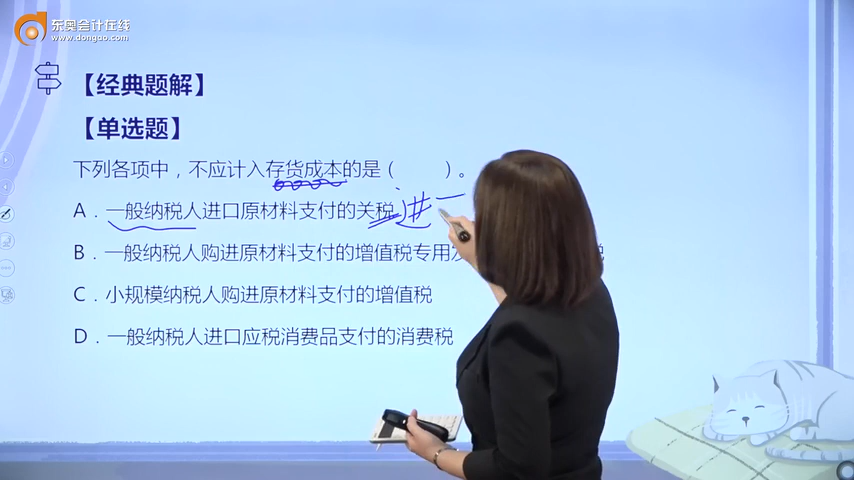 东奥会计在线
www.dongao.com
【经典题解】
【单选题】
下列各项中，不应计入存货成本的是（　　）。
A．一般纳税人进口原材料支付的关税 进
B．一般纳税人购进原材料支付的增值税专用发 税
C．小规模纳税人购进原材料支付的增值税
D．一般纳税人进口应税消费品支付的消费税